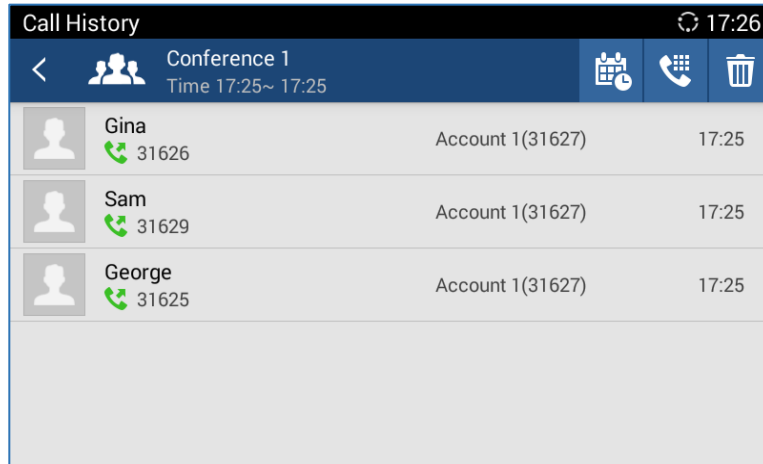 Call History 17:26
Conference 1
Time 17:25~ 17:25
Gina
31626 Account 1(31627) 17:25
Sam
31629 Account 1(31627) 17:25
George
31625 Account 1(31627) 17:25